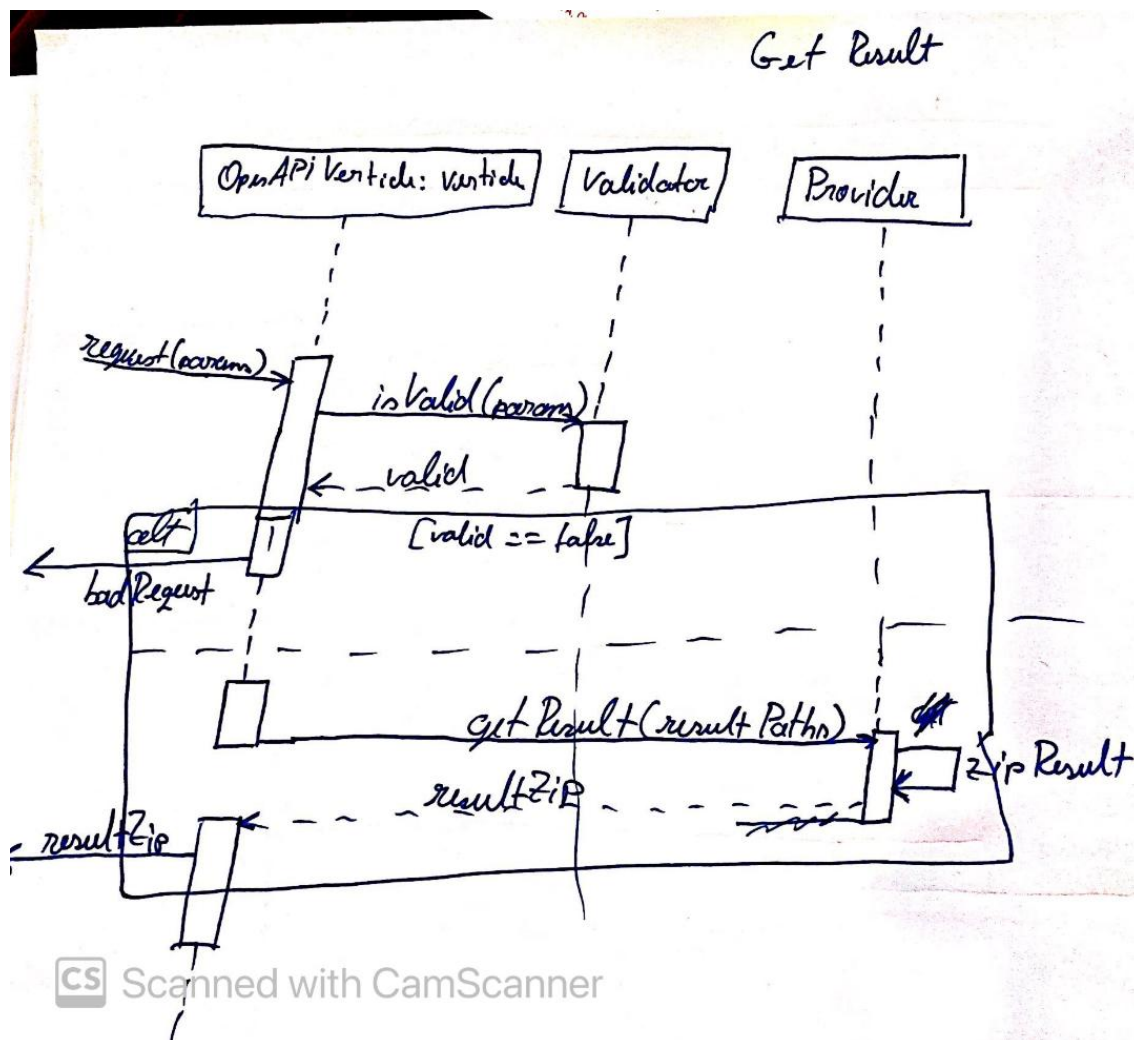 Get Result
OpenAPi Verticle: Verticle
Validator
Provider
request(params)
isValid(params)
valid
alt
[valid == false]
badRequest
getResult(resultPaths)
zipResult
resultZip
resultZip
CS Scanned with CamScanner